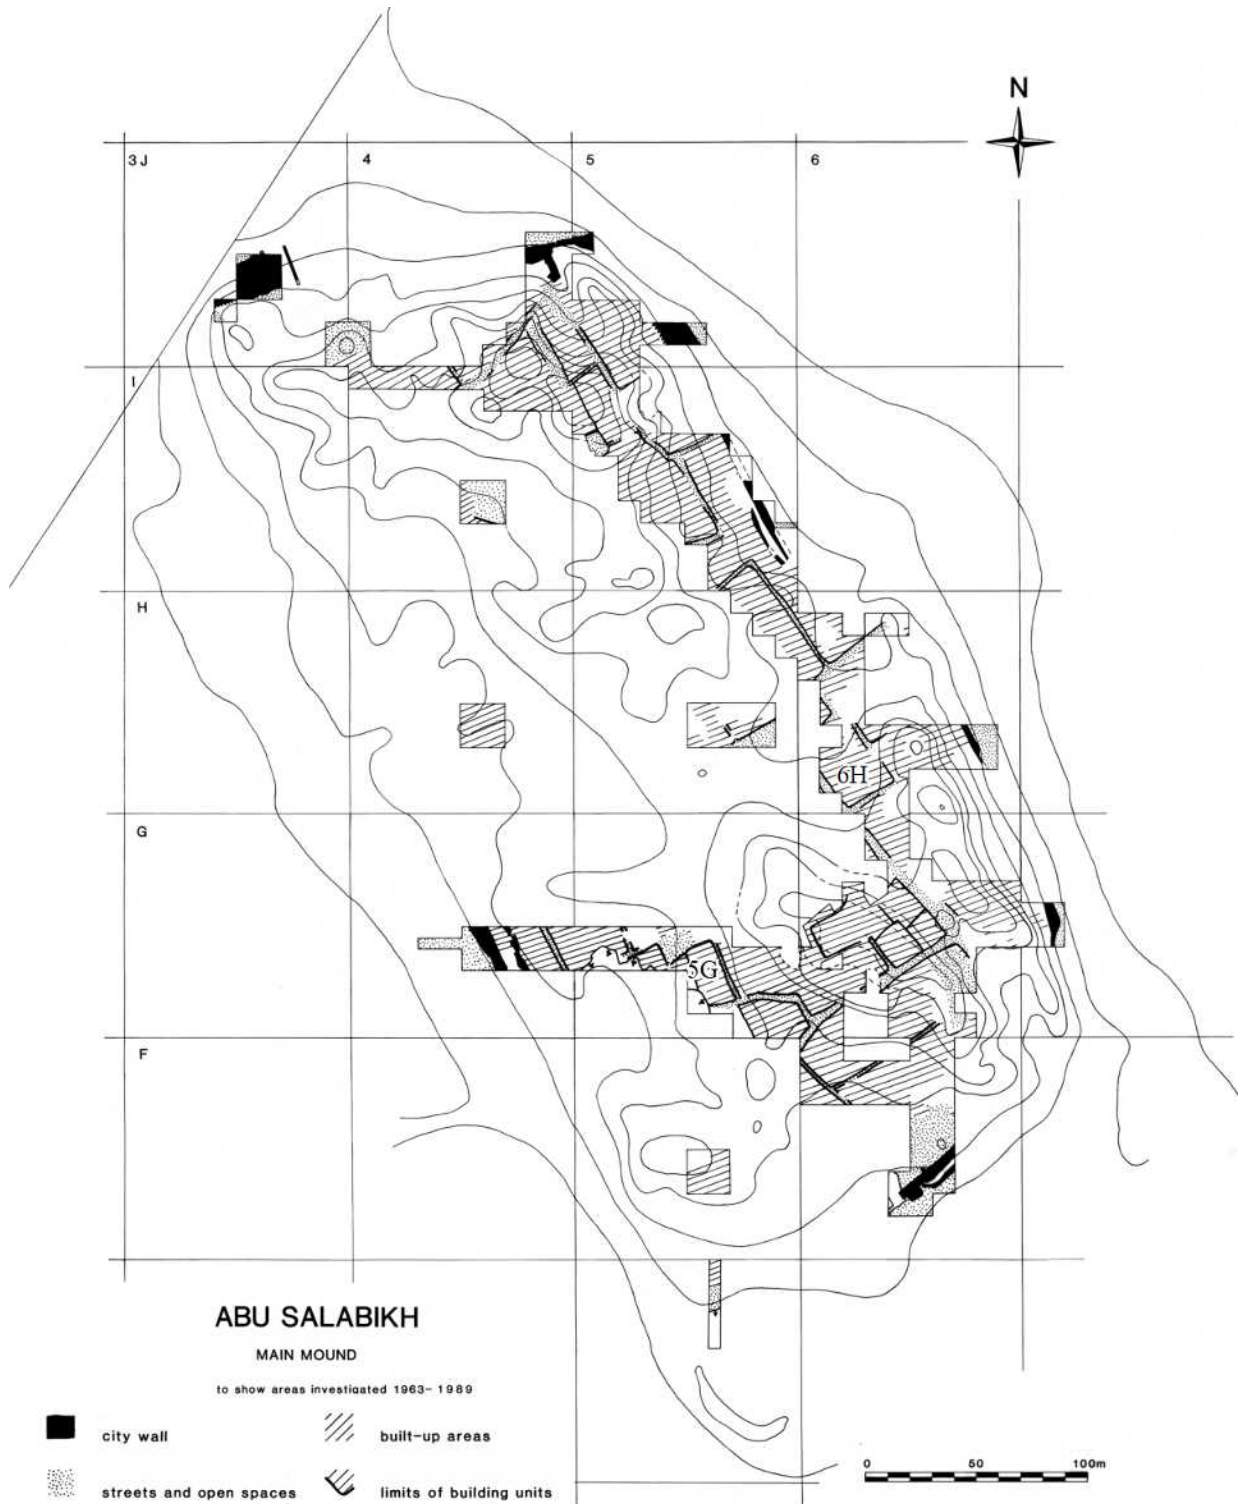 N
3J 4 5 6
I
H
6H
G
5G
F
ABU SALABIKH
MAIN MOUND
to show areas investigated 1963-1989
city wall
built-up areas
0 50 100m
streets and open spaces
limits of building units